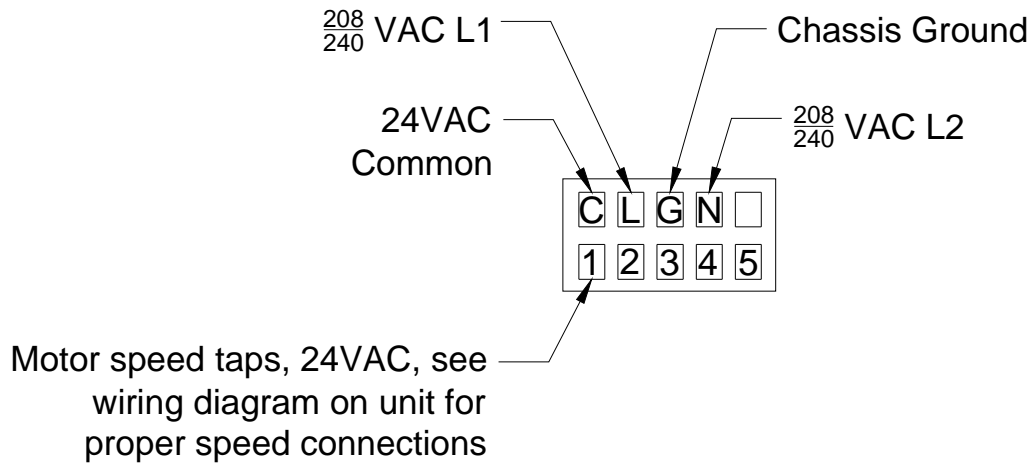 208/240 VAC L1
Chassis Ground
24VAC
Common
208/240 VAC L2
C L G N
1 2 3 4 5
Motor speed taps, 24VAC, see
wiring diagram on unit for
proper speed connections